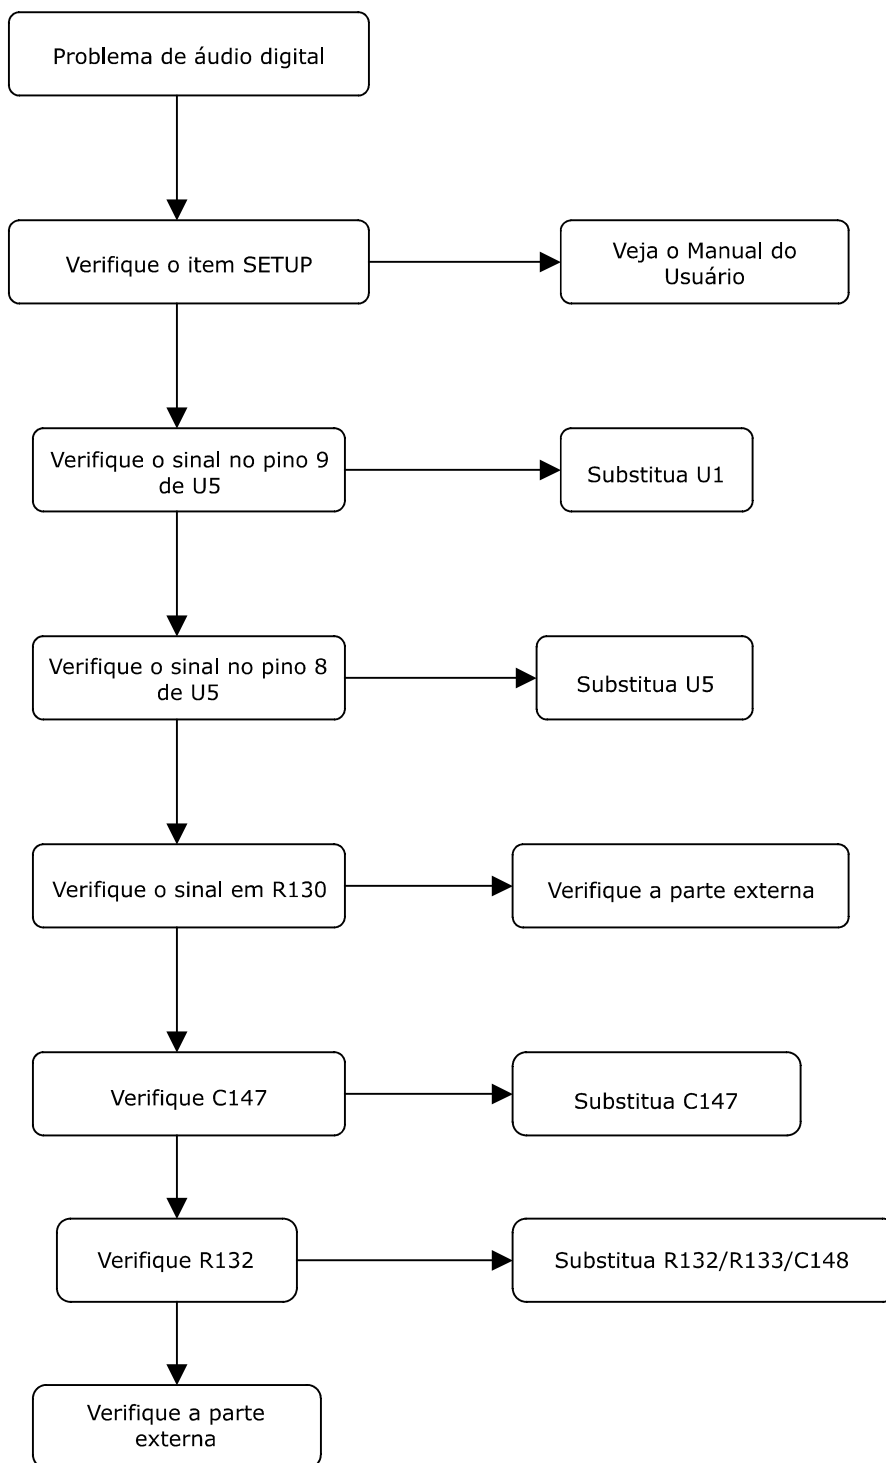 Problema de áudio digital
Verifique o item SETUP
Veja o Manual do
Usuário
Verifique o sinal no pino 9
de U5
Substitua U1
Verifique o sinal no pino 8
de U5
Substitua U5
Verifique o sinal em R130
Verifique a parte externa
Verifique C147
Substitua C147
Verifique R132
Substitua R132/R133/C148
Verifique a parte
externa